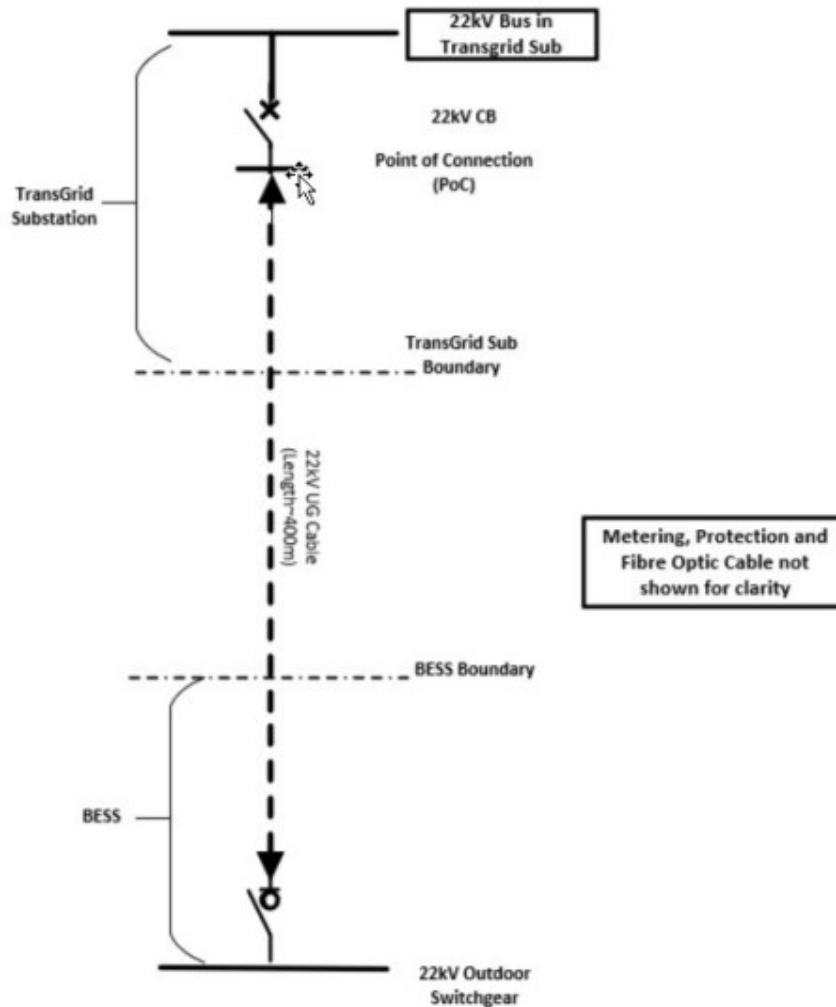 22kV Bus in
Transgrid Sub
22kV CB
Point of Connection
(PoC)
TransGrid
Substation
TransGrid Sub
Boundary
22kV UG Cable
(Length~400m)
Metering, Protection and
Fibre Optic Cable not
shown for clarity
BESS Boundary
BESS
22kV Outdoor
Switchgear